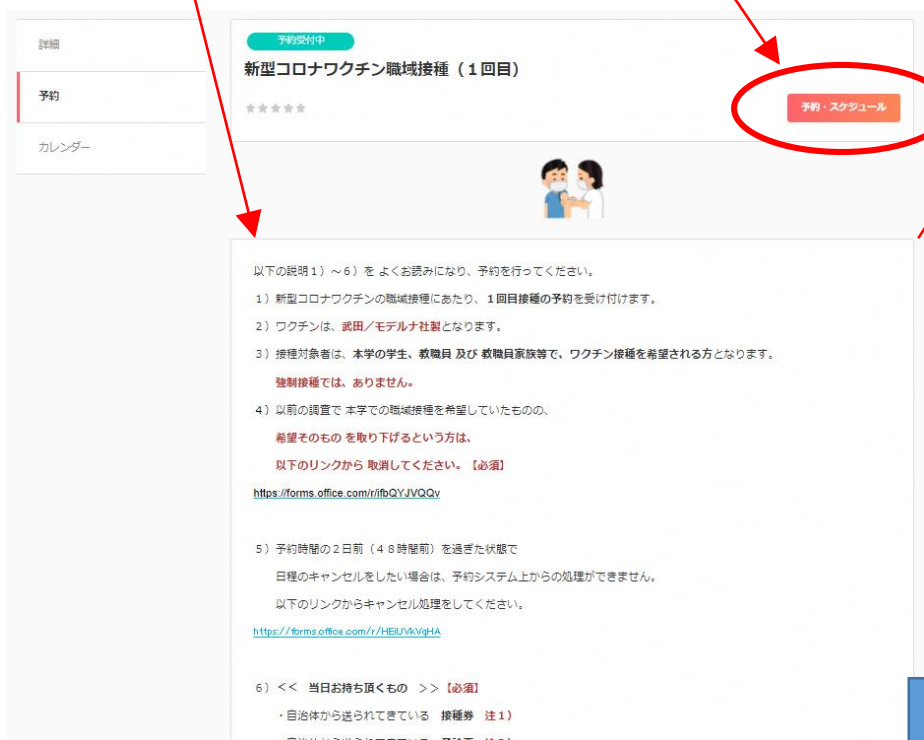 詳細
予約
カレンダー
予約受付中
新型コロナワクチン職域接種（１回目）
★★★★★
予約・スケジュール
以下の説明１）～６）を よくお読みになり、予約を行ってください。
１）新型コロナワクチンの職域接種にあたり、１回目接種の予約を受け付けます。
２）ワクチンは、武田／モデルナ社製となります。
３）接種対象者は、本学の学生、教職員 及び 教職員家族等で、ワクチン接種を希望される方となります。
強制接種では、ありません。
４）以前の調査で 本学での職域接種を希望していたものの、
希望そのもの を取り下げるという方は、
以下のリンクから 取消してください。【必須】
https://forms.office.com/r/ifbQYJVQQv
５）予約時間の２日前（４８時間前）を過ぎた状態で
日程のキャンセルをしたい場合は、予約システム上からの処理ができません。
以下のリンクからキャンセル処理をしてください。
https://forms.office.com/r/HEiUVkVqHA
６）<< 当日お持ち頂くもの >>【必須】
・自治体から送られてきている 接種券 注１）